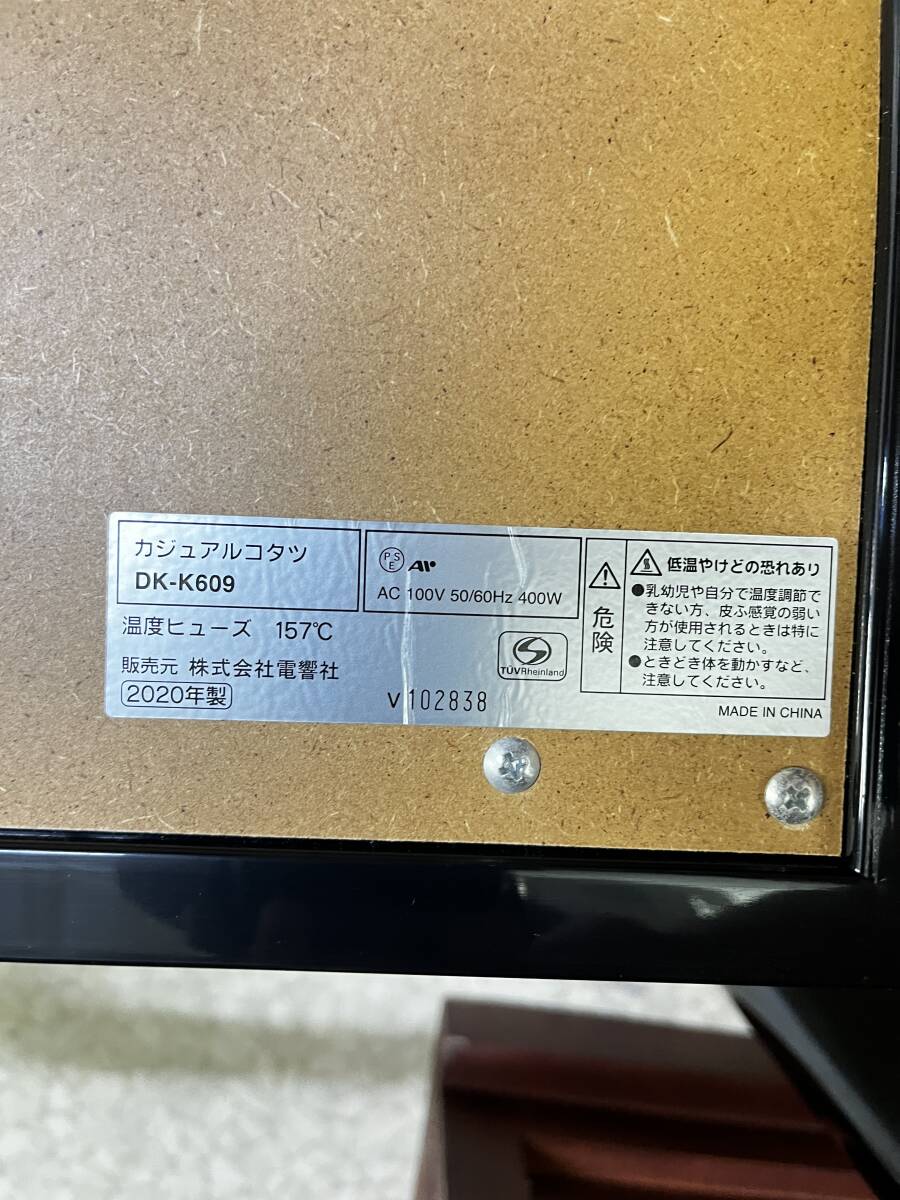 カジュアルコタツ
DK-K609
温度ヒューズ 157℃
販売元 株式会社電響社
2020年製
PSE
AC 100V 50/60Hz 400W
TÜVRheinland
V102838
危険
低温やけどの恐れあり
●乳幼児や自分で温度調節で
きない方、皮ふ感覚の弱い
方が使用されるときは特に
注意してください。
●ときどき体を動かすなど、
注意してください。
MADE IN CHINA